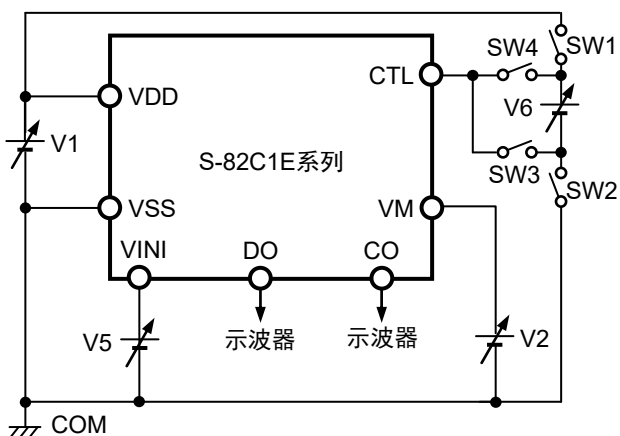 SW1
SW4
CTL
VDD
V6
V1
S-82C1E系列
SW3
SW2
VSS
VM
VINI
DO
CO
V5
示波器
示波器
V2
COM